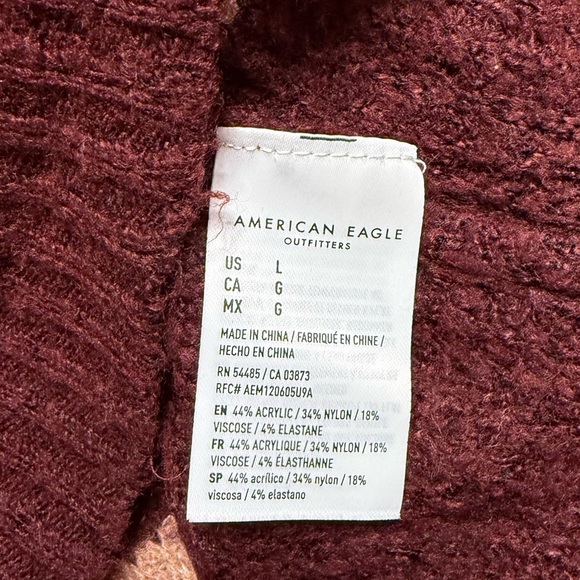 AMERICAN EAGLE
OUTFITTERS
US L
CA G
MX G
MADE IN CHINA / FABRIQUÉ EN CHINE /
HECHO EN CHINA
RN 54485 / CA 03873
RFC# AEM120605U9A
EN 44% ACRYLIC / 34% NYLON / 18%
VISCOSE / 4% ELASTANE
FR 44% ACRYLIQUE / 34% NYLON / 18%
VISCOSE / 4% ÉLASTHANNE
SP 44% acrílico / 34% nylon / 18%
viscosa / 4% elastano